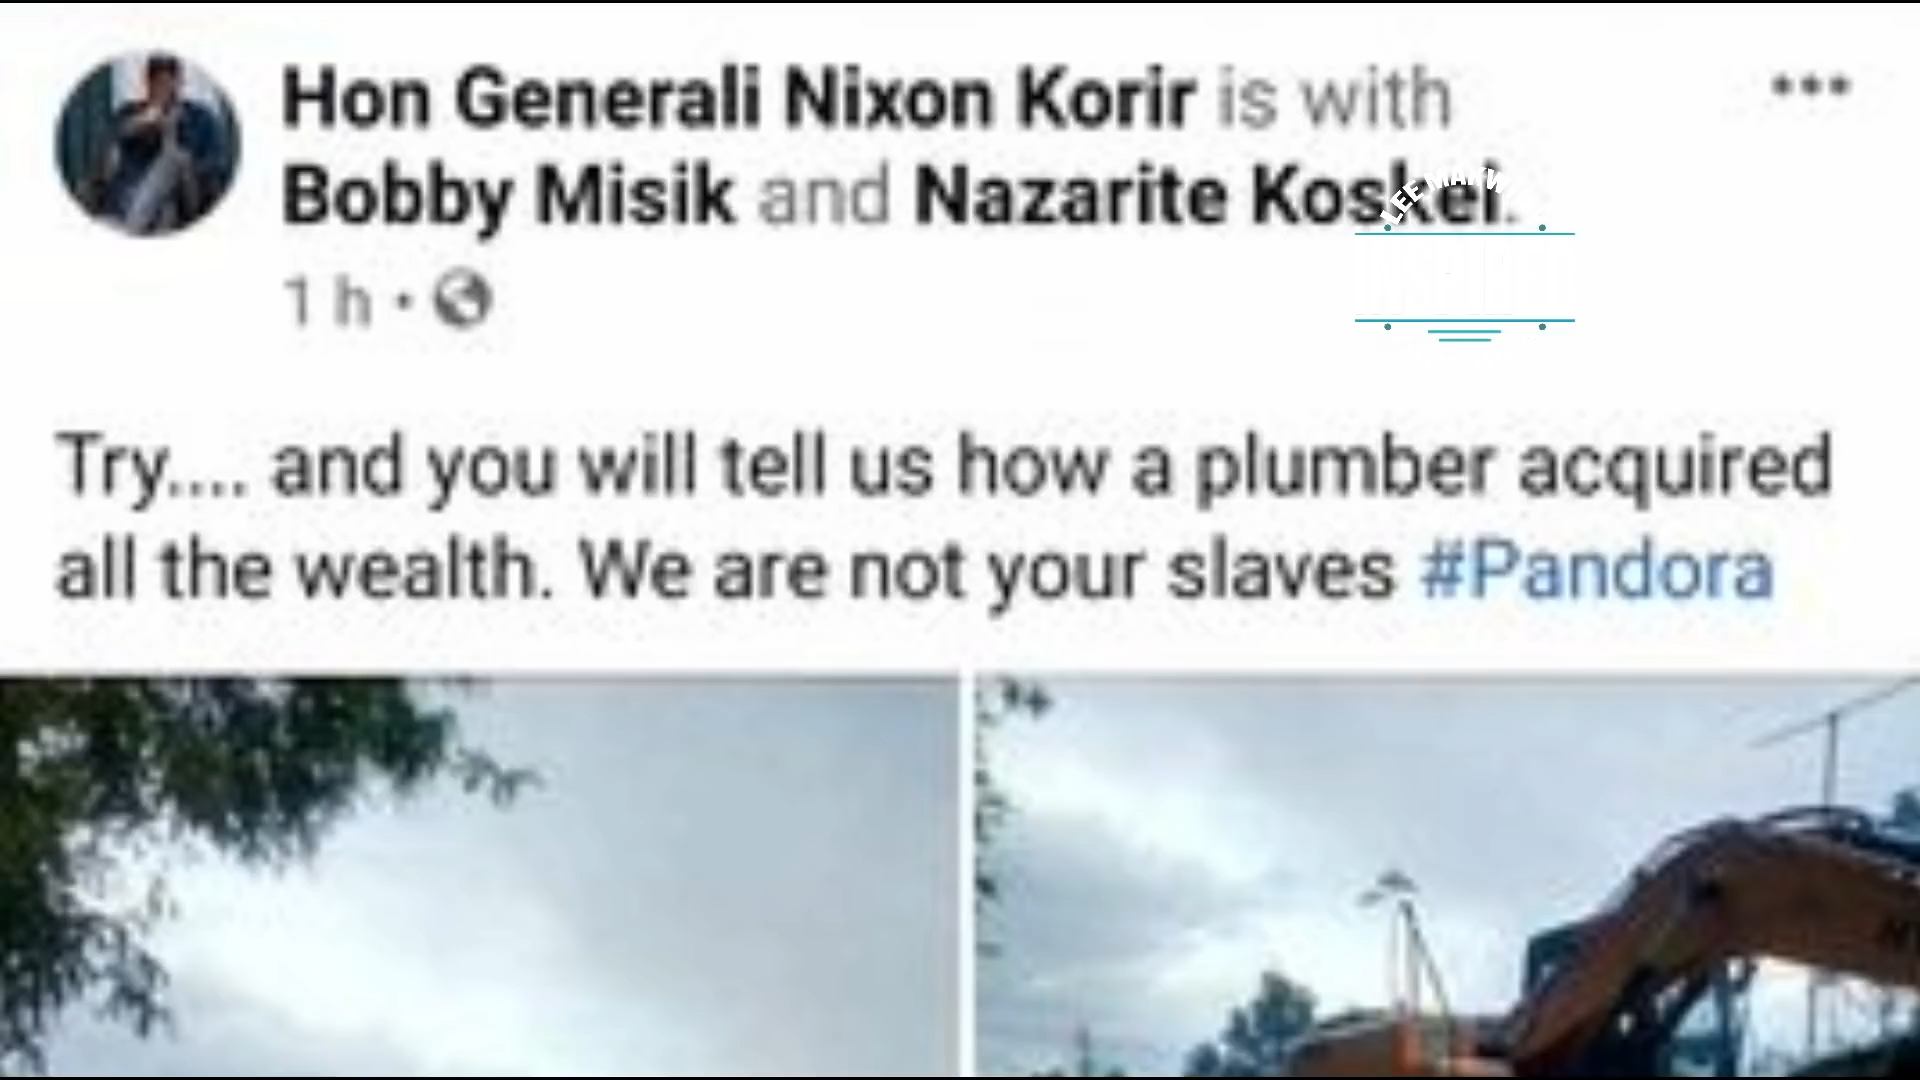 Hon Generali Nixon Korir is with
Bobby Misik and Nazarite Koskei.
LEE
1 h
Try.... and you will tell us how a plumber acquired
all the wealth. We are not your slaves #Pandora